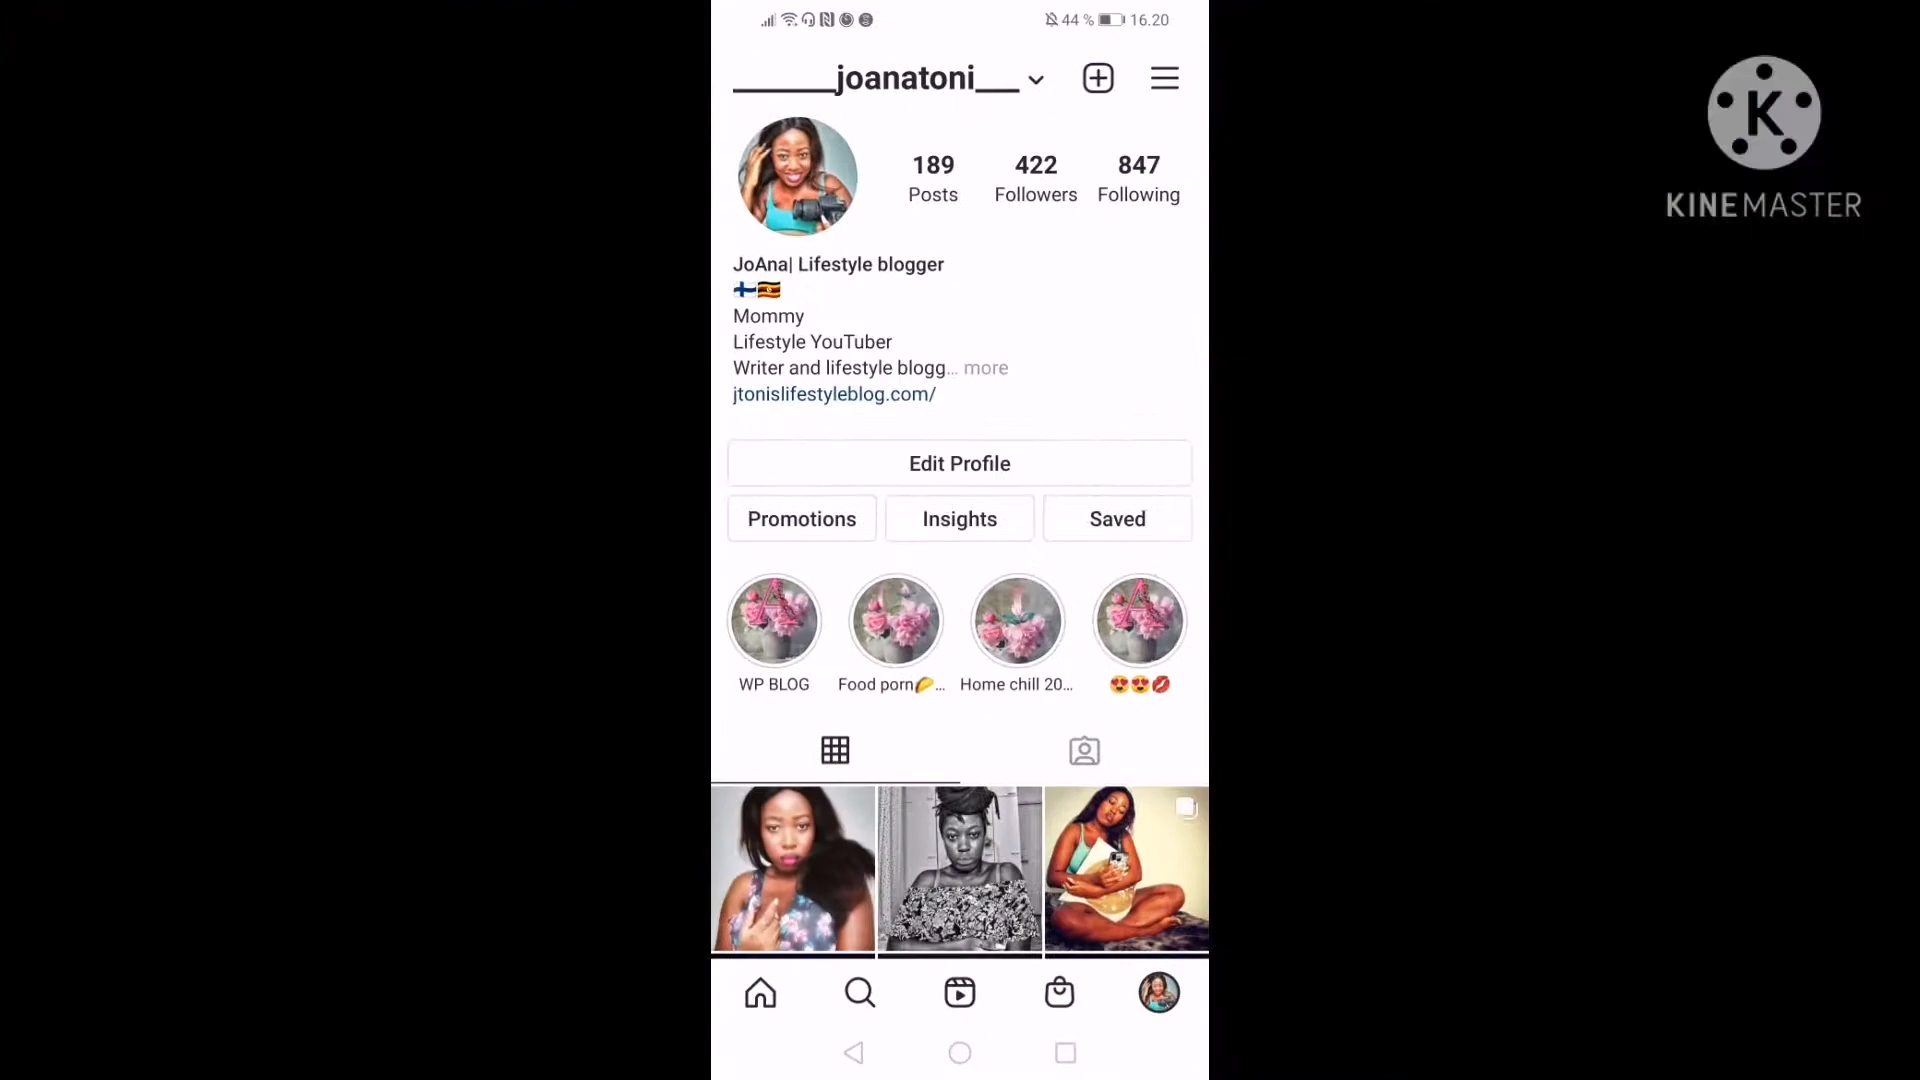 44 % 16.20
______joanatoni__
189 422 847
Posts Followers Following
JoAna| Lifestyle blogger
🇫🇮🇺🇬
Mommy
Lifestyle YouTuber
Writer and lifestyle blogg... more
jtonislifestyleblog.com/
Edit Profile
Promotions Insights Saved
WP BLOG Food porn🌮... Home chill 20... 😍😍💋
K
KINEMASTER